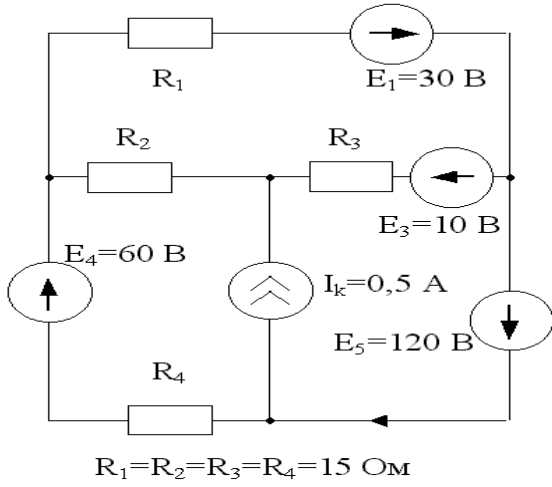 R₁
E₁=30 В
R₂
R₃
E₃=10 В
E₄=60 В
Iₖ=0,5 А
E₅=120 В
R₄
R₁=R₂=R₃=R₄=15 Ом